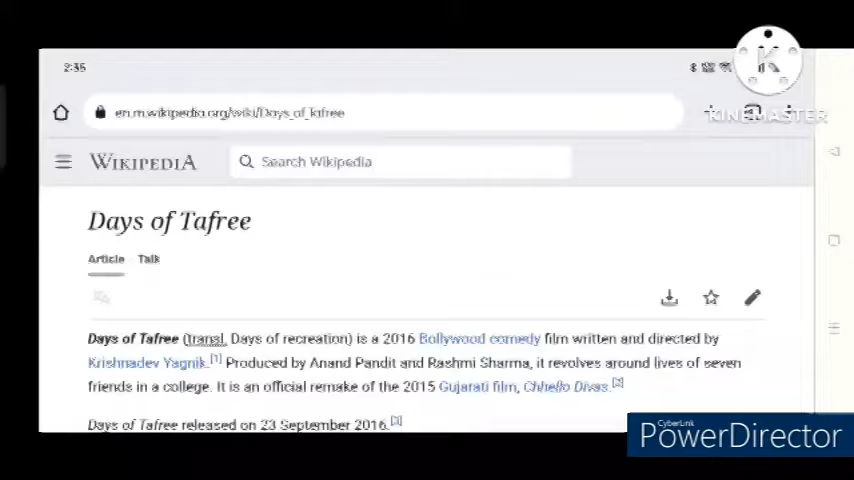 2:35
en.m.wikipedia.org/wiki/Days_of_Tafree
KINEMASTER
WIKIPEDIA
Search Wikipedia
Days of Tafree
Article Talk
Days of Tafree (transl. Days of recreation) is a 2016 Bollywood comedy film written and directed by
Krishnadev Yagnik.[1] Produced by Anand Pandit and Rashmi Sharma, it revolves around lives of seven
friends in a college. It is an official remake of the 2015 Gujarati film, Chhello Divas.[2]
Days of Tafree released on 23 September 2016.[3]
CyberLink
PowerDirector